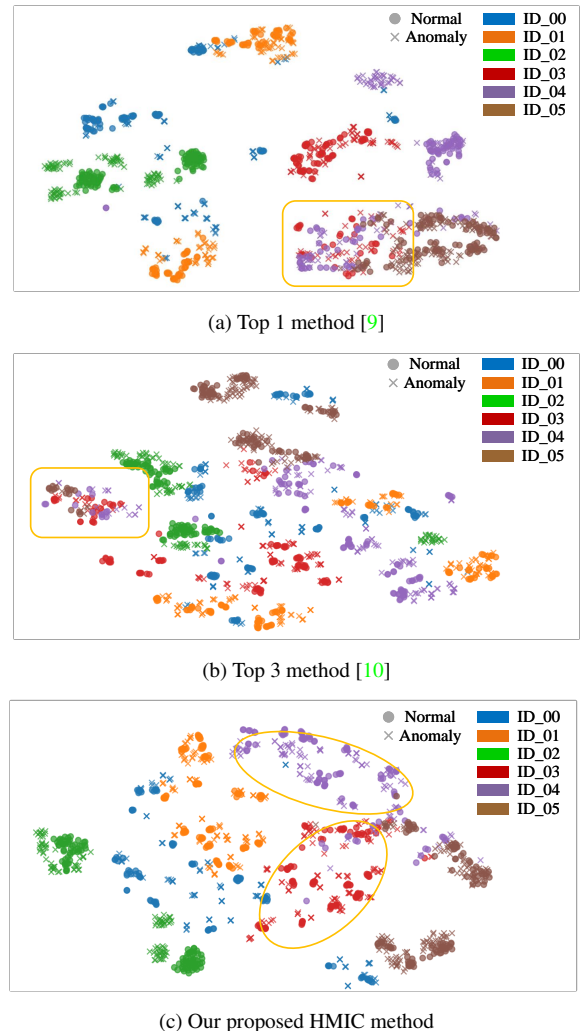 Normal ID_00
Anomaly ID_01
ID_02
ID_03
ID_04
ID_05
(a) Top 1 method [9]
Normal ID_00
Anomaly ID_01
ID_02
ID_03
ID_04
ID_05
(b) Top 3 method [10]
Normal ID_00
Anomaly ID_01
ID_02
ID_03
ID_04
ID_05
(c) Our proposed HMIC method